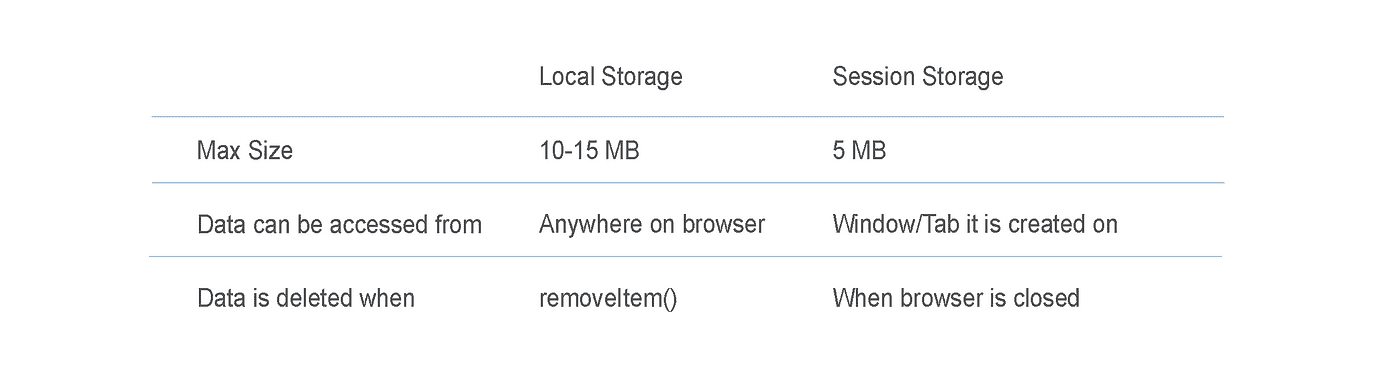 Local Storage Session Storage
Max Size 10-15 MB 5 MB
Data can be accessed from Anywhere on browser Window/Tab it is created on
Data is deleted when removeItem() When browser is closed